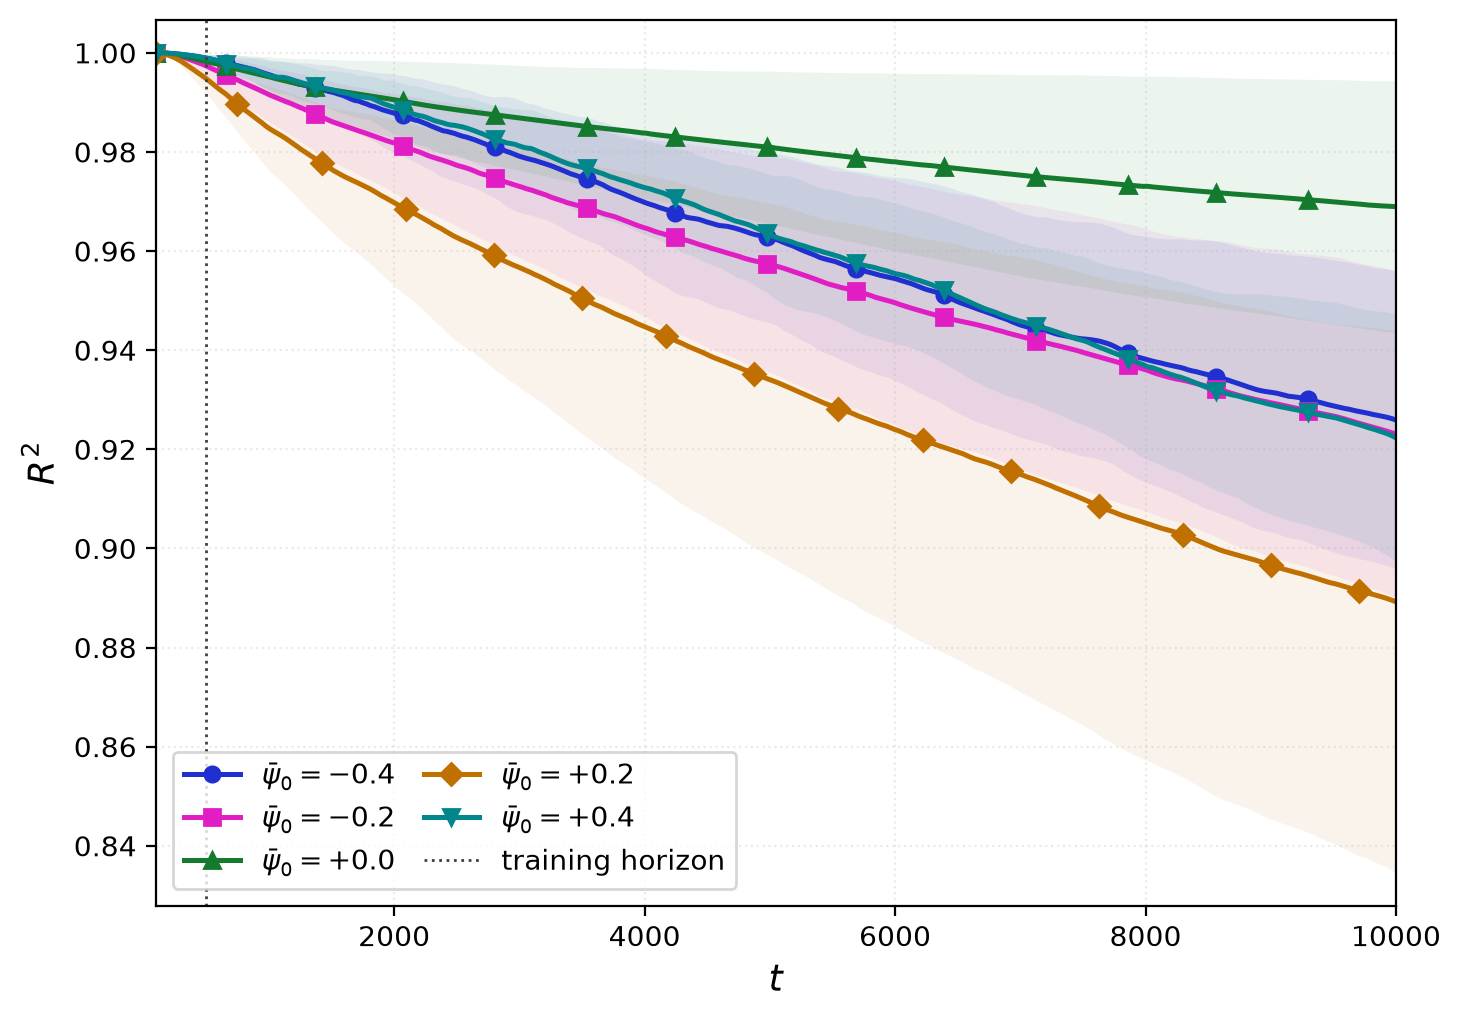 1.00
0.98
0.96
0.94
0.92
0.90
0.88
0.86
0.84
R²
2000 4000 6000 8000 10000
t
ψ̄₀ = −0.4
ψ̄₀ = −0.2
ψ̄₀ = +0.0
ψ̄₀ = +0.2
ψ̄₀ = +0.4
training horizon